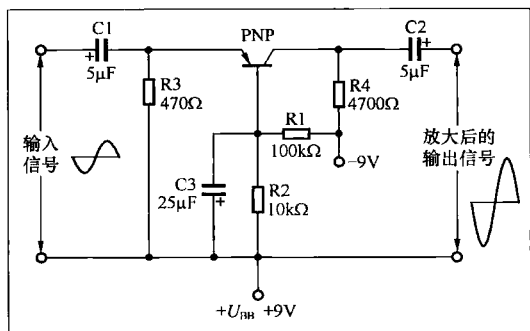 C1
+
5μF
PNP
C2
+
5μF
R3
470Ω
R4
4700Ω
R1
100kΩ
-9V
输入
信号
C3
25μF
+
R2
10kΩ
放大后的
输出信号
+U_BB +9V